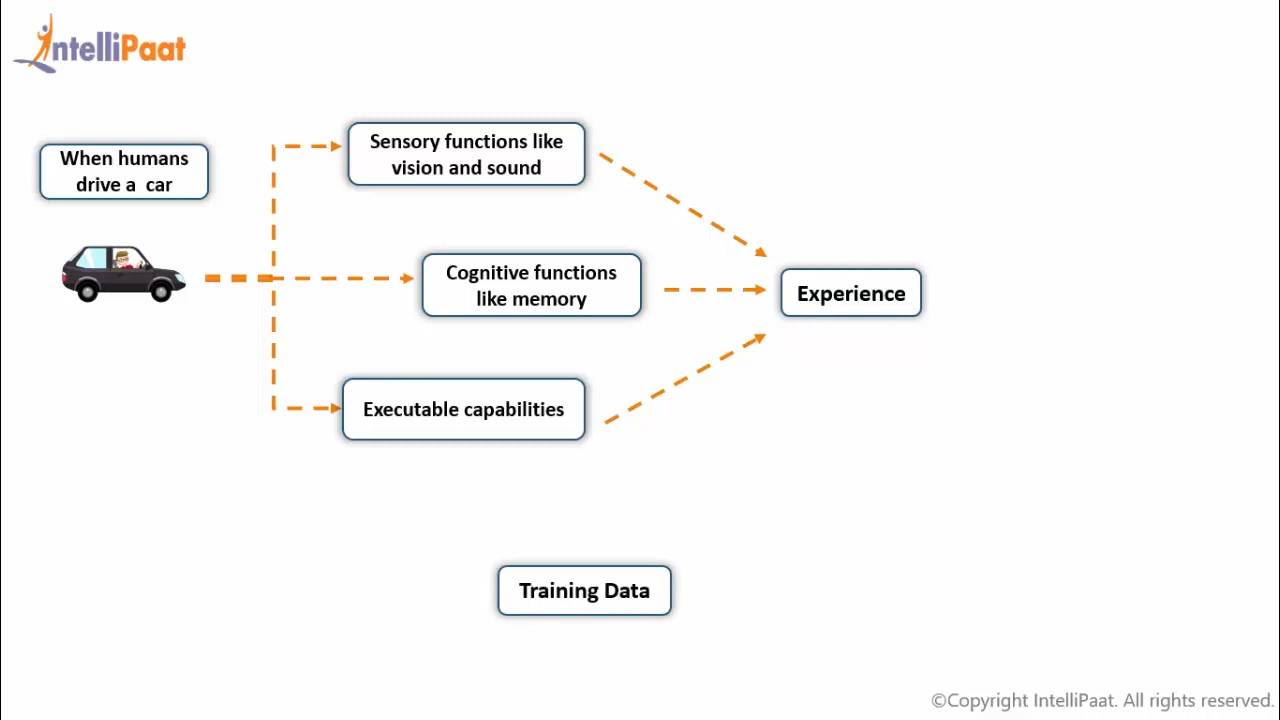 IntelliPaat
When humans
drive a car
Sensory functions like
vision and sound
Cognitive functions
like memory
Experience
Executable capabilities
Training Data
©Copyright IntelliPaat. All rights reserved.